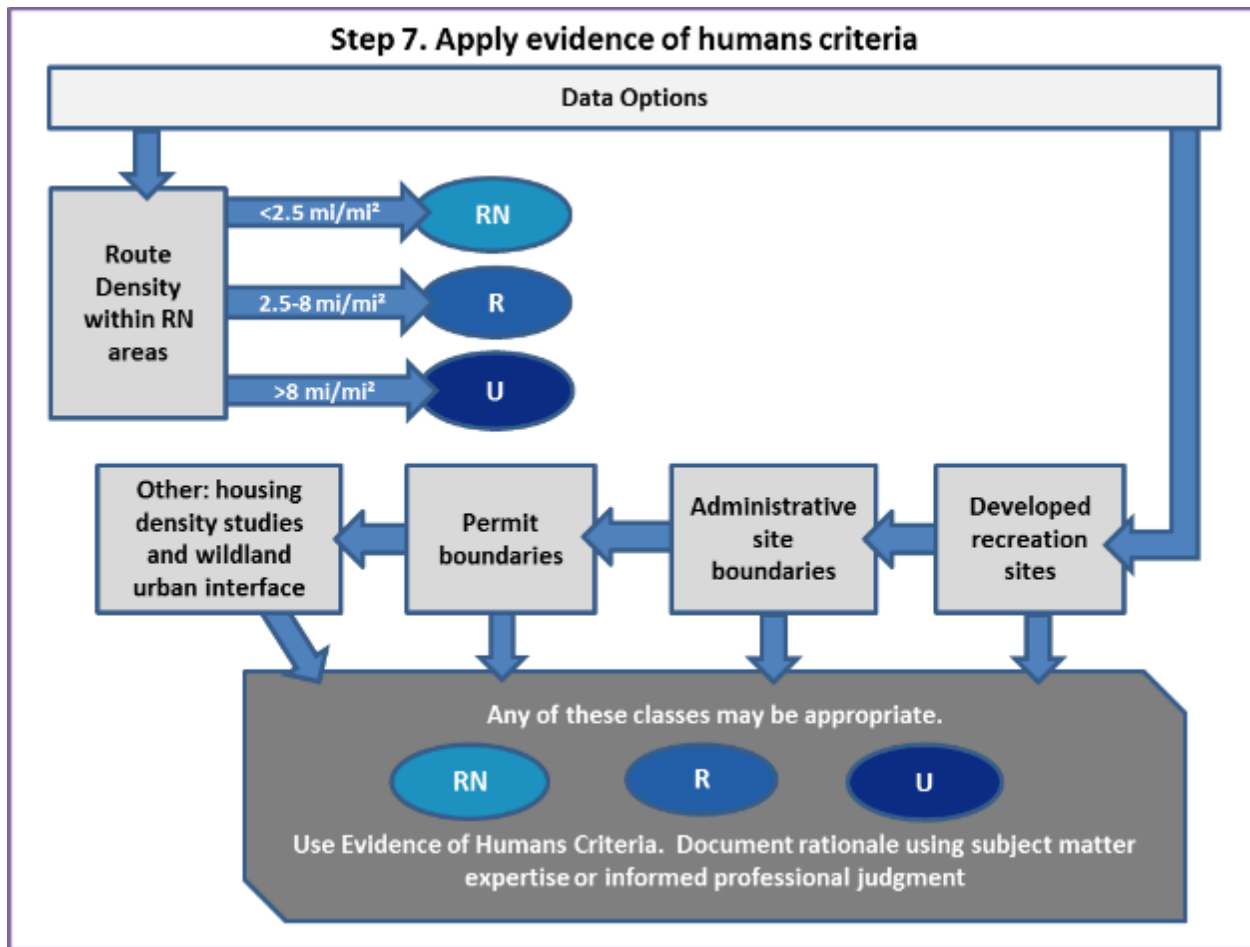 Step 7. Apply evidence of humans criteria
Data Options
Route
Density
within RN
areas
<2.5 mi/mi²
RN
2.5-8 mi/mi²
R
>8 mi/mi²
U
Other: housing
density studies
and wildland
urban interface
Permit
boundaries
Administrative
site
boundaries
Developed
recreation
sites
Any of these classes may be appropriate.
RN
R
U
Use Evidence of Humans Criteria.  Document rationale using subject matter
expertise or informed professional judgment